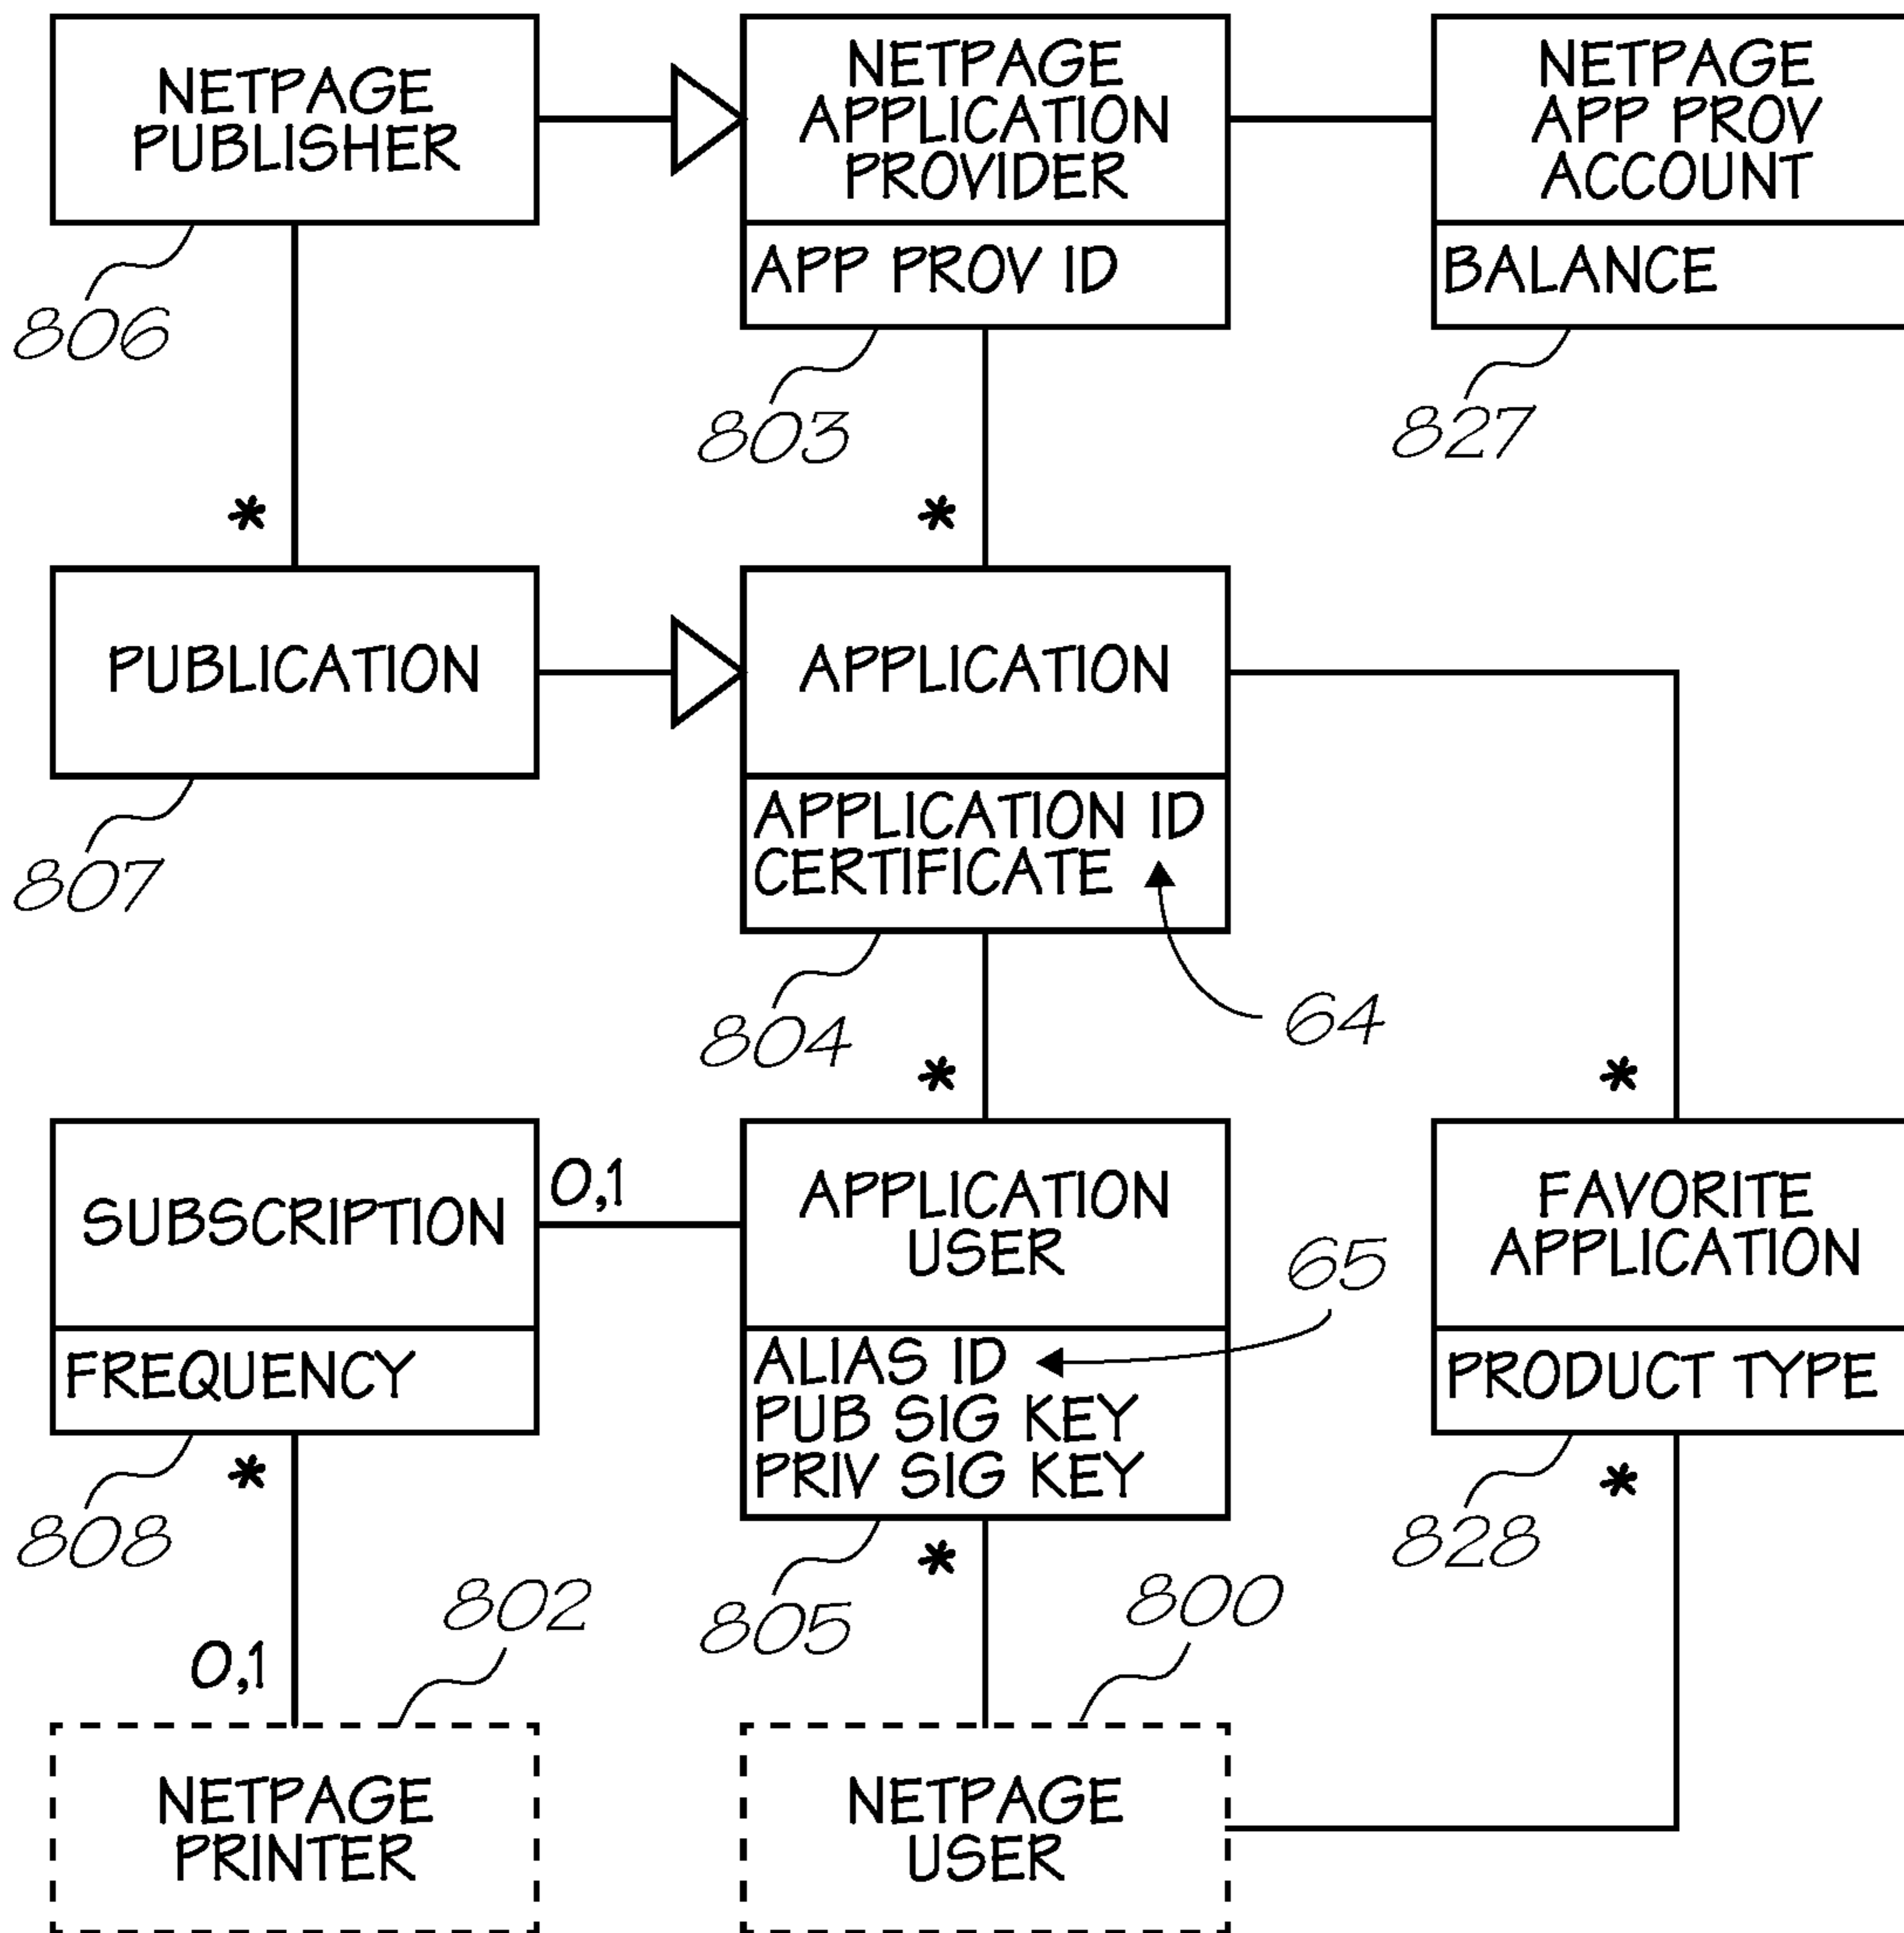 NETPAGE
PUBLISHER
NETPAGE
APPLICATION
PROVIDER
NETPAGE
APP PROV
ACCOUNT
APP PROV ID
BALANCE
806
803
827
*
*
PUBLICATION
APPLICATION
APPLICATION ID
CERTIFICATE
807
804
64
*
*
SUBSCRIPTION
0,1
APPLICATION
USER
FAVORITE
APPLICATION
65
FREQUENCY
ALIAS ID
PUB SIG KEY
PRIV SIG KEY
PRODUCT TYPE
*
*
*
808
805
828
802
800
0,1
NETPAGE
PRINTER
NETPAGE
USER